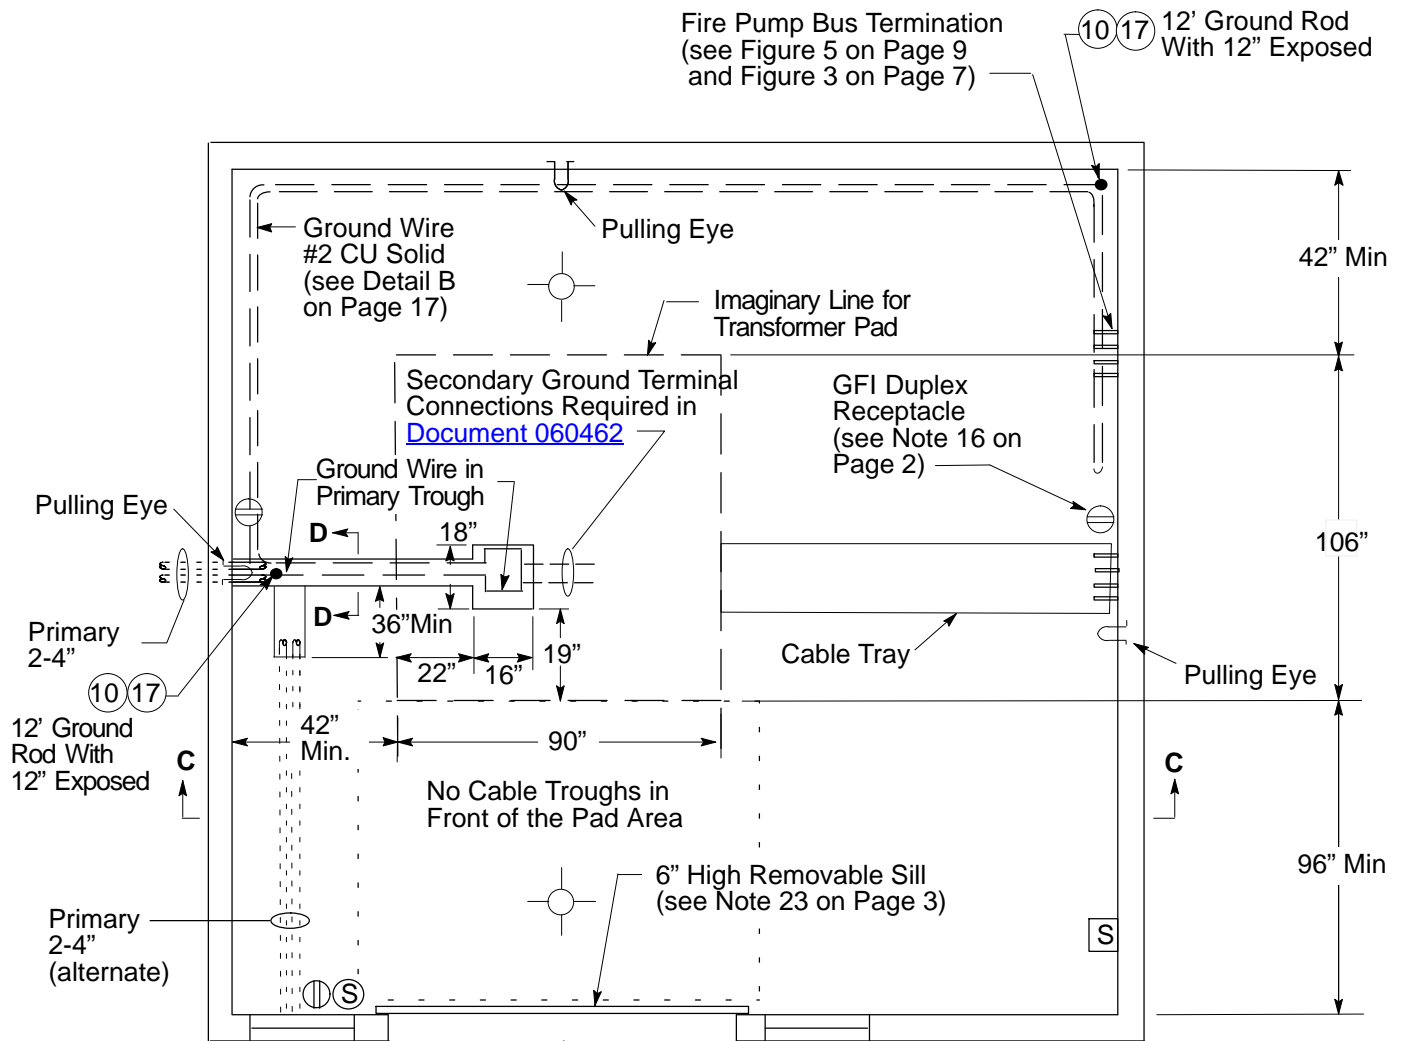 Fire Pump Bus Termination
(see Figure 5 on Page 9
and Figure 3 on Page 7)
10 17 12’ Ground Rod
With 12” Exposed
Pulling Eye
Ground Wire
#2 CU Solid
(see Detail B
on Page 17)
42” Min
Imaginary Line for
Transformer Pad
Secondary Ground Terminal
Connections Required in
Document 060462
GFI Duplex
Receptacle
(see Note 16 on
Page 2)
Ground Wire in
Primary Trough
Pulling Eye
D
18”
106”
D
36”Min
Primary
2-4”
22”
16”
19”
Cable Tray
Pulling Eye
10 17
12’ Ground
Rod With
12” Exposed
42”
Min.
90”
C
C
No Cable Troughs in
Front of the Pad Area
96” Min
6” High Removable Sill
(see Note 23 on Page 3)
Primary
2-4”
(alternate)
S
S